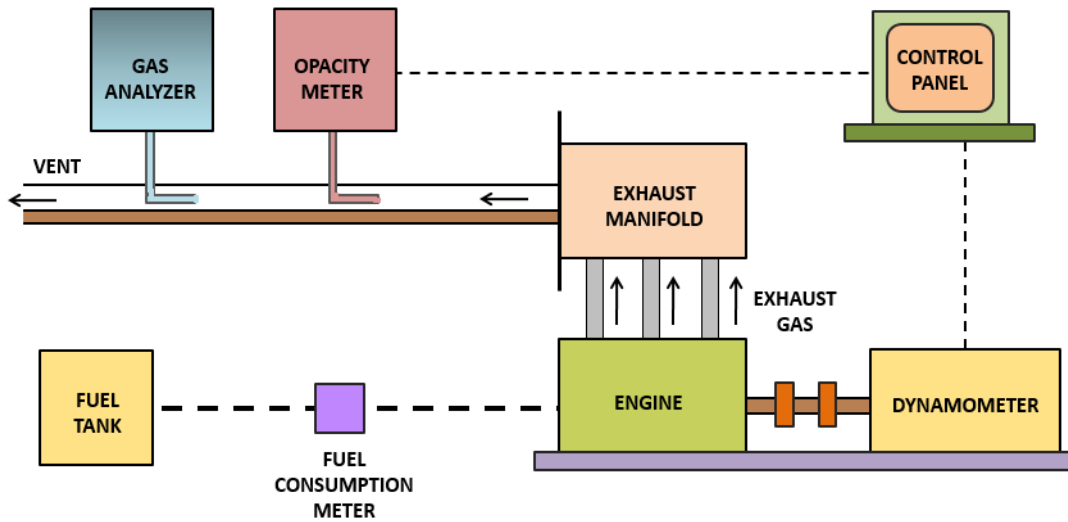 GAS
ANALYZER
OPACITY
METER
CONTROL
PANEL
VENT
EXHAUST
MANIFOLD
EXHAUST
GAS
FUEL
TANK
ENGINE
DYNAMOMETER
FUEL
CONSUMPTION
METER